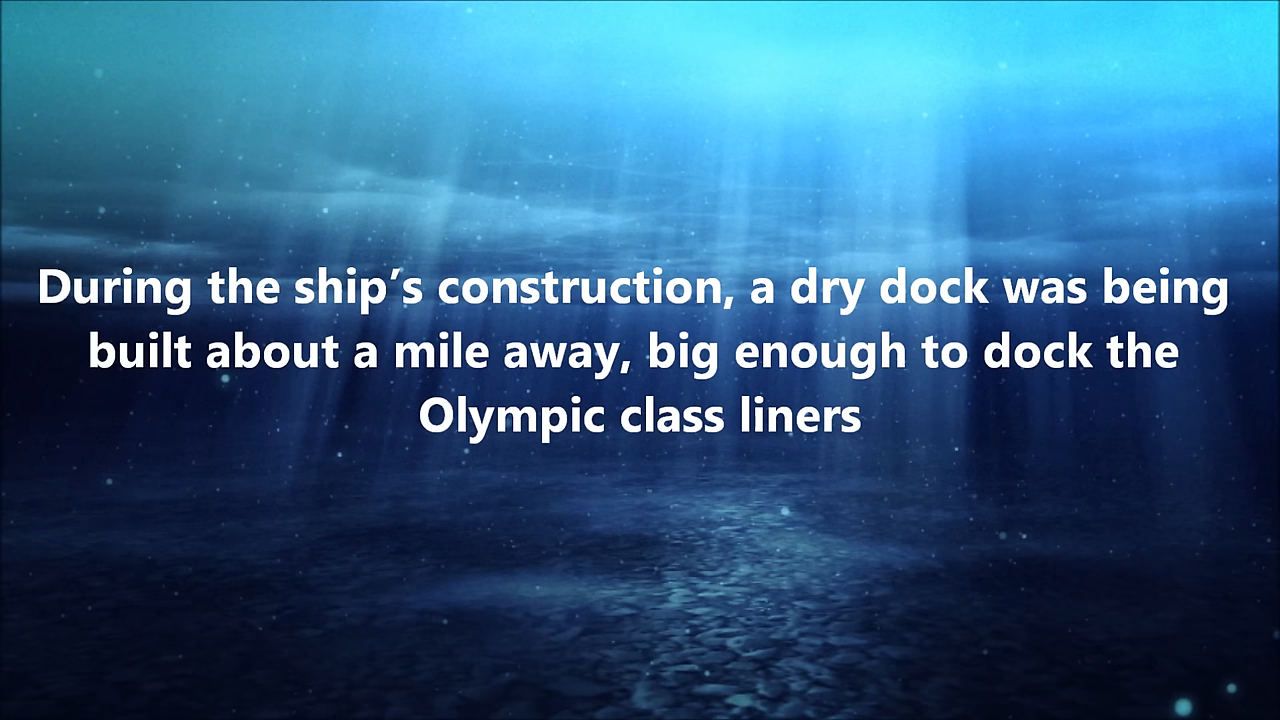 During the ship’s construction, a dry dock was being
built about a mile away, big enough to dock the
Olympic class liners